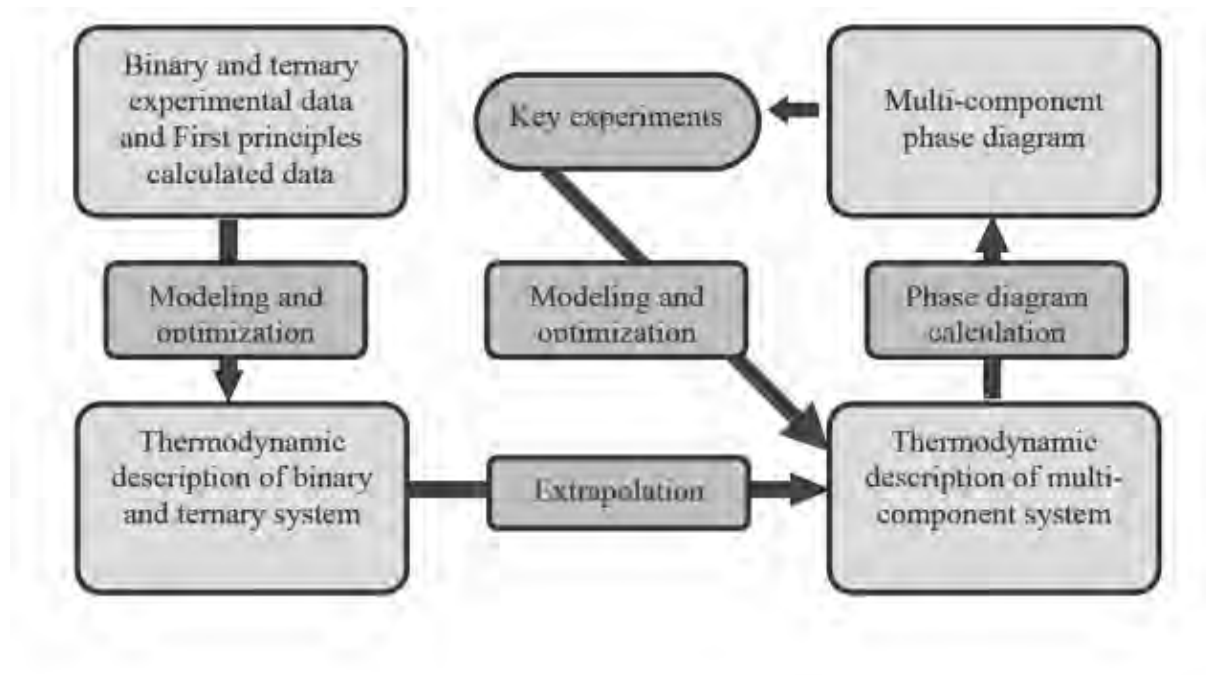 Binary and ternary
experimental data
and First principles
calculated data
Key experiments
Multi-component
phase diagram
Modeling and
optimization
Modeling and
optimization
Phase diagram
calculation
Thermodynamic
description of binary
and ternary system
Extrapolation
Thermodynamic
description of multi-
component system